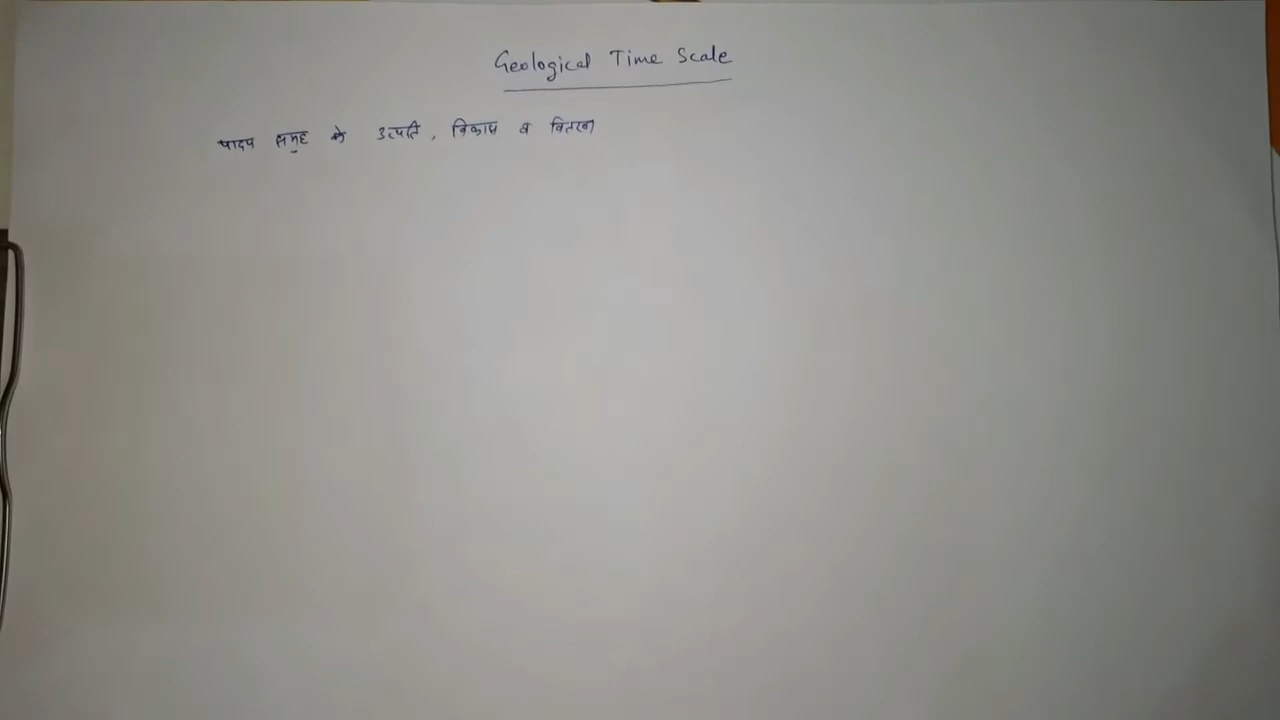 Geological Time Scale
पादप समूह के उत्पति , विकास व वितरण